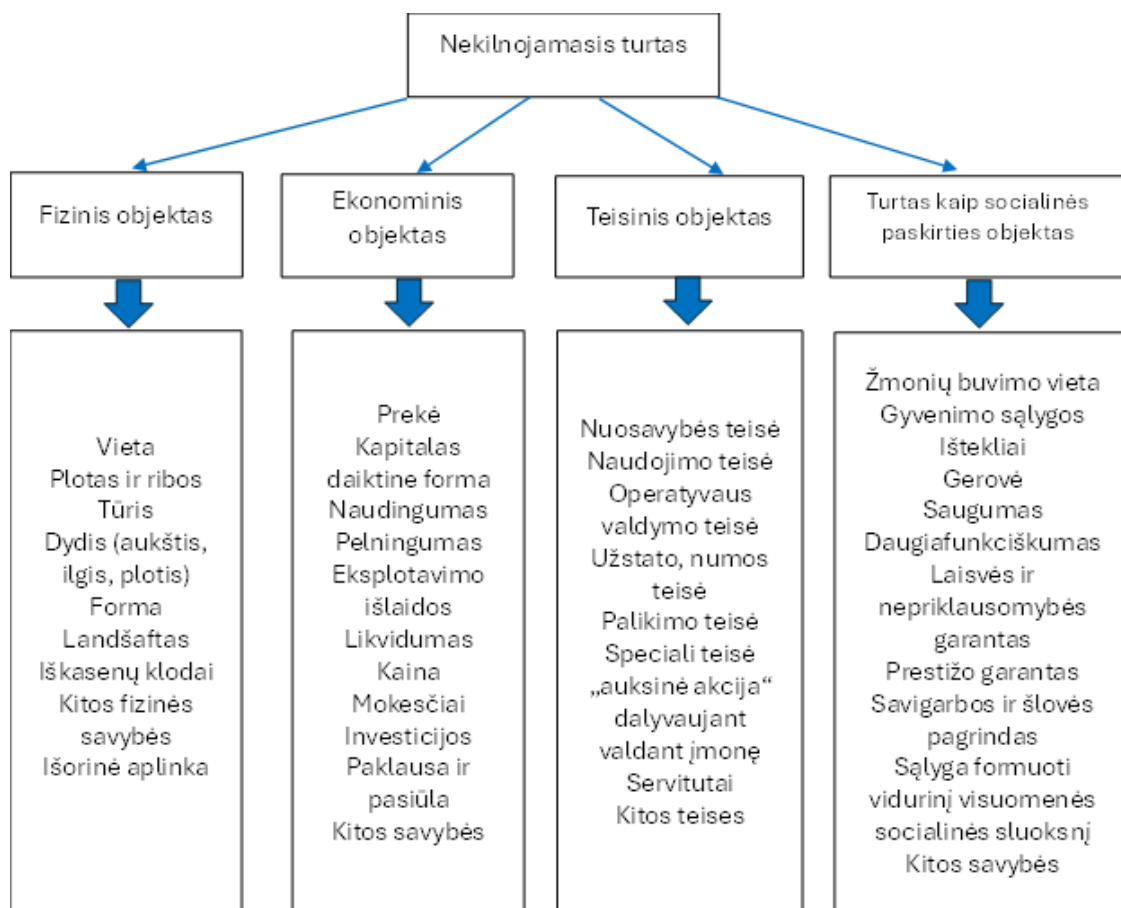 Nekilnojamasis turtas
Fizinis objektas
Ekonominis
objektas
Teisinis objektas
Turtas kaip socialinės
paskirties objektas
Vieta
Plotas ir ribos
Tūris
Dydis (aukštis,
ilgis, plotis)
Forma
Landšaftas
Iškasenų klodai
Kitos fizinės
savybės
Išorinė aplinka
Prekė
Kapitalas
daiktine forma
Naudingumas
Pelningumas
Eksplotavimo
išlaidos
Likvidumas
Kaina
Mokesčiai
Investicijos
Paklausa ir
pasiūla
Kitos savybės
Nuosavybės teisė
Naudojimo teisė
Operatyvaus
valdymo teisė
Užstato, numos
teisė
Palikimo teisė
Speciali teisė
„auksinė akcija“
dalyvaujant
valdant įmonę
Servitutai
Kitos teises
Žmonių buvimo vieta
Gyvenimo sąlygos
Ištekliai
Gerovė
Saugumas
Daugiafunkciškumas
Laisvės ir
nepriklausomybės
garantas
Prestižo garantas
Savigarbos ir šlovės
pagrindas
Sąlyga formuoti
vidurinį visuomenės
socialinės sluoksnį
Kitos savybės